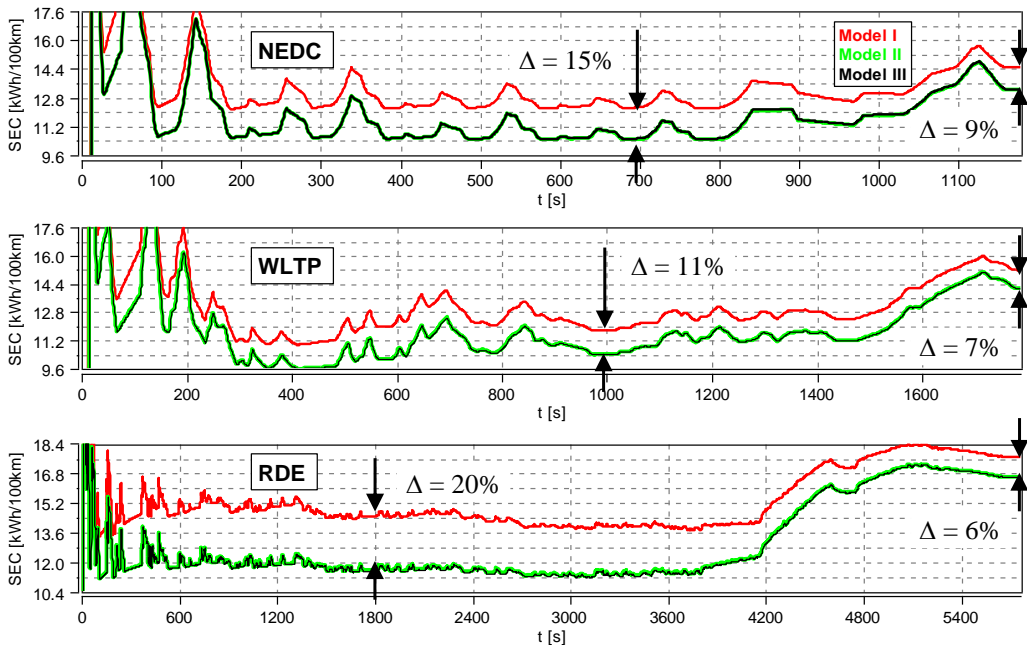 17.6
16.0
14.4
12.8
11.2
9.6
SEC [kWh/100km]
NEDC
Δ = 15%
Model I
Model II
Model III
Δ = 9%
0 100 200 300 400 500 600 700 800 900 1000 1100
t [s]
17.6
16.0
14.4
12.8
11.2
9.6
SEC [kWh/100km]
WLTP
Δ = 11%
Δ = 7%
0 200 400 600 800 1000 1200 1400 1600
t [s]
18.4
16.8
15.2
13.6
12.0
10.4
SEC [kWh/100km]
RDE
Δ = 20%
Δ = 6%
0 600 1200 1800 2400 3000 3600 4200 4800 5400
t [s]